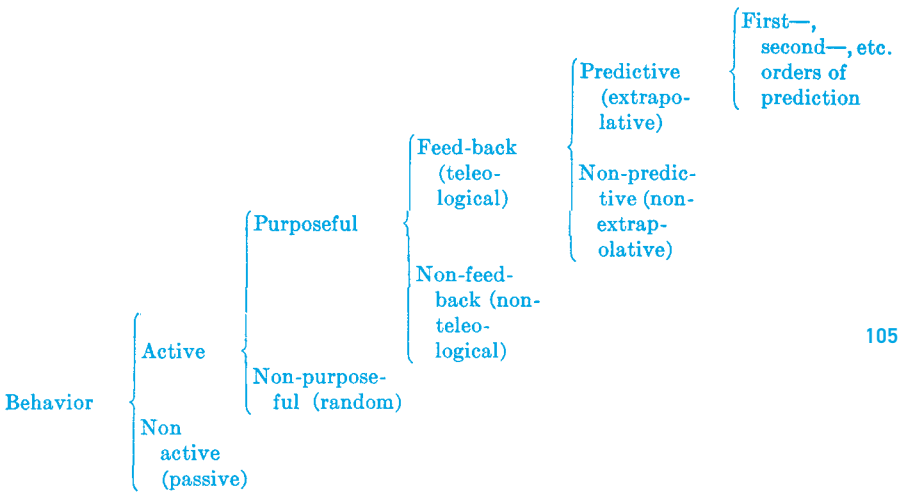 First—,
second—, etc.
orders of
prediction
Predictive
(extrapo-
lative)
Non-predic-
tive (non-
extrap-
olative)
Feed-back
(teleo-
logical)
Non-feed-
back (non-
teleo-
logical)
Purposeful
Non-purpose-
ful (random)
Active
Non
active
(passive)
Behavior
105